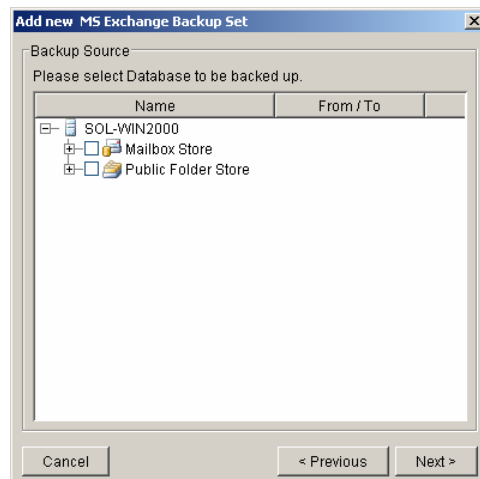 Add new  MS Exchange Backup Set
Backup Source
Please select Database to be backed up.
Name From / To
SOL-WIN2000
Mailbox Store
Public Folder Store
Cancel < Previous Next >